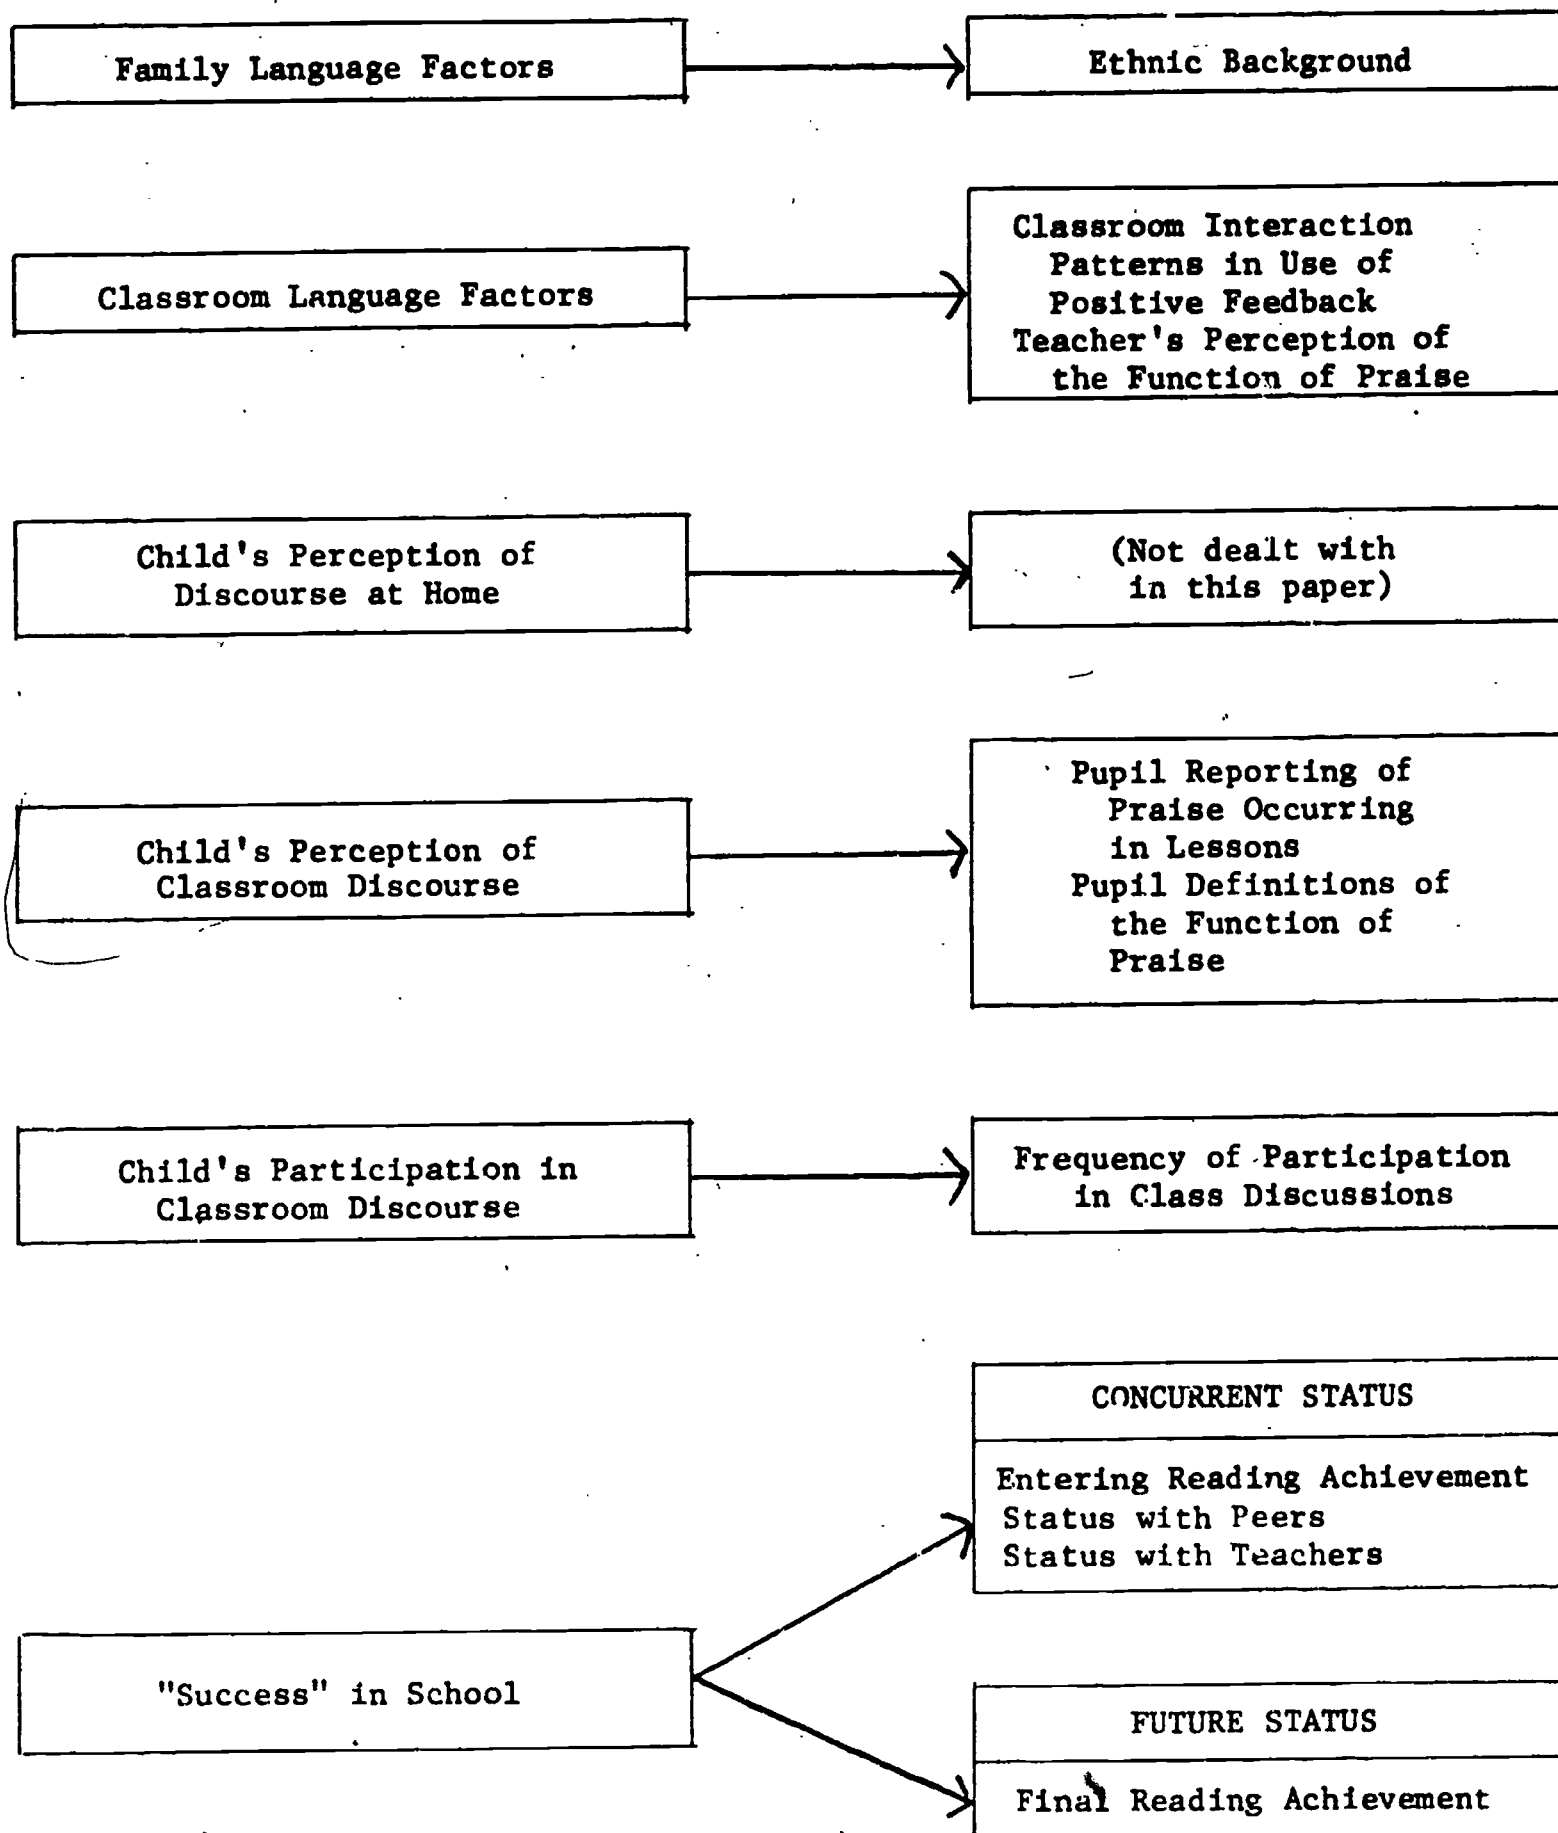 Family Language Factors
Ethnic Background
Classroom Language Factors
Classroom Interaction
Patterns in Use of
Positive Feedback
Teacher's Perception of
the Function of Praise
Child's Perception of
Discourse at Home
(Not dealt with
in this paper)
Child's Perception of
Classroom Discourse
Pupil Reporting of
Praise Occurring
in Lessons
Pupil Definitions of
the Function of
Praise
Child's Participation in
Classroom Discourse
Frequency of Participation
in Class Discussions
"Success" in School
CONCURRENT STATUS
Entering Reading Achievement
Status with Peers
Status with Teachers
FUTURE STATUS
Final Reading Achievement